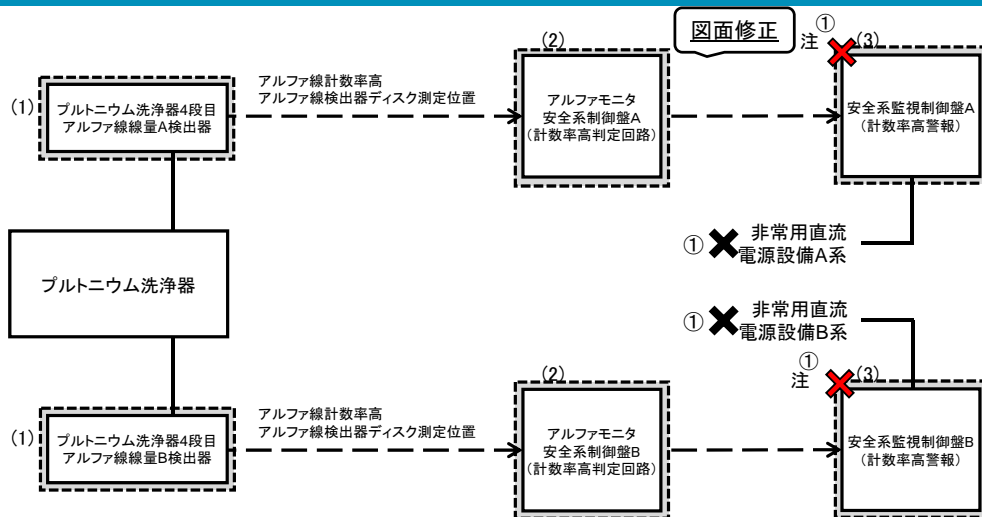 図面修正
①
注
(1)
プルトニウム洗浄器4段目
アルファ線線量A検出器
アルファ線計数率高
アルファ線検出器ディスク測定位置
(2)
アルファモニタ
安全系制御盤A
(計数率高判定回路)
(3)
安全系監視制御盤A
(計数率高警報)
① 非常用直流
電源設備A系
プルトニウム洗浄器
① 非常用直流
電源設備B系
①
注
(1)
プルトニウム洗浄器4段目
アルファ線線量B検出器
アルファ線計数率高
アルファ線検出器ディスク測定位置
(2)
アルファモニタ
安全系制御盤B
(計数率高判定回路)
(3)
安全系監視制御盤B
(計数率高警報)